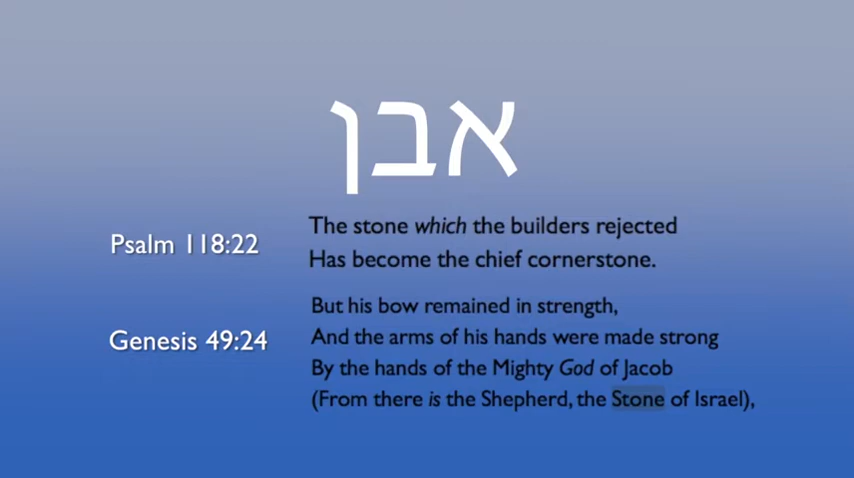 אבן
Psalm 118:22
The stone which the builders rejected
Has become the chief cornerstone.
Genesis 49:24
But his bow remained in strength,
And the arms of his hands were made strong
By the hands of the Mighty God of Jacob
(From there is the Shepherd, the Stone of Israel),